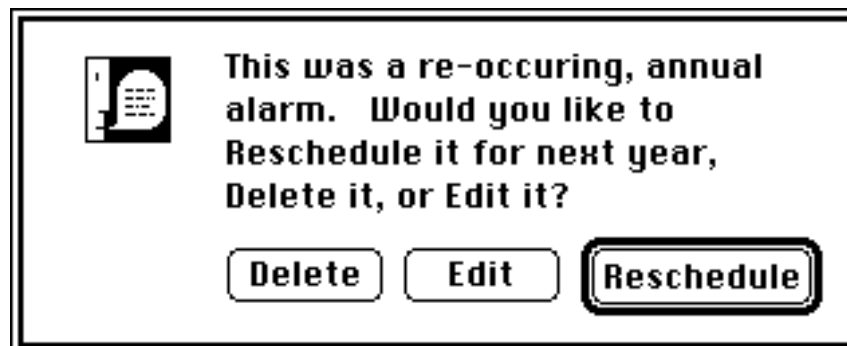 This was a re-occuring, annual
alarm.   Would you like to
Reschedule it for next year,
Delete it, or Edit it?
Delete Edit Reschedule